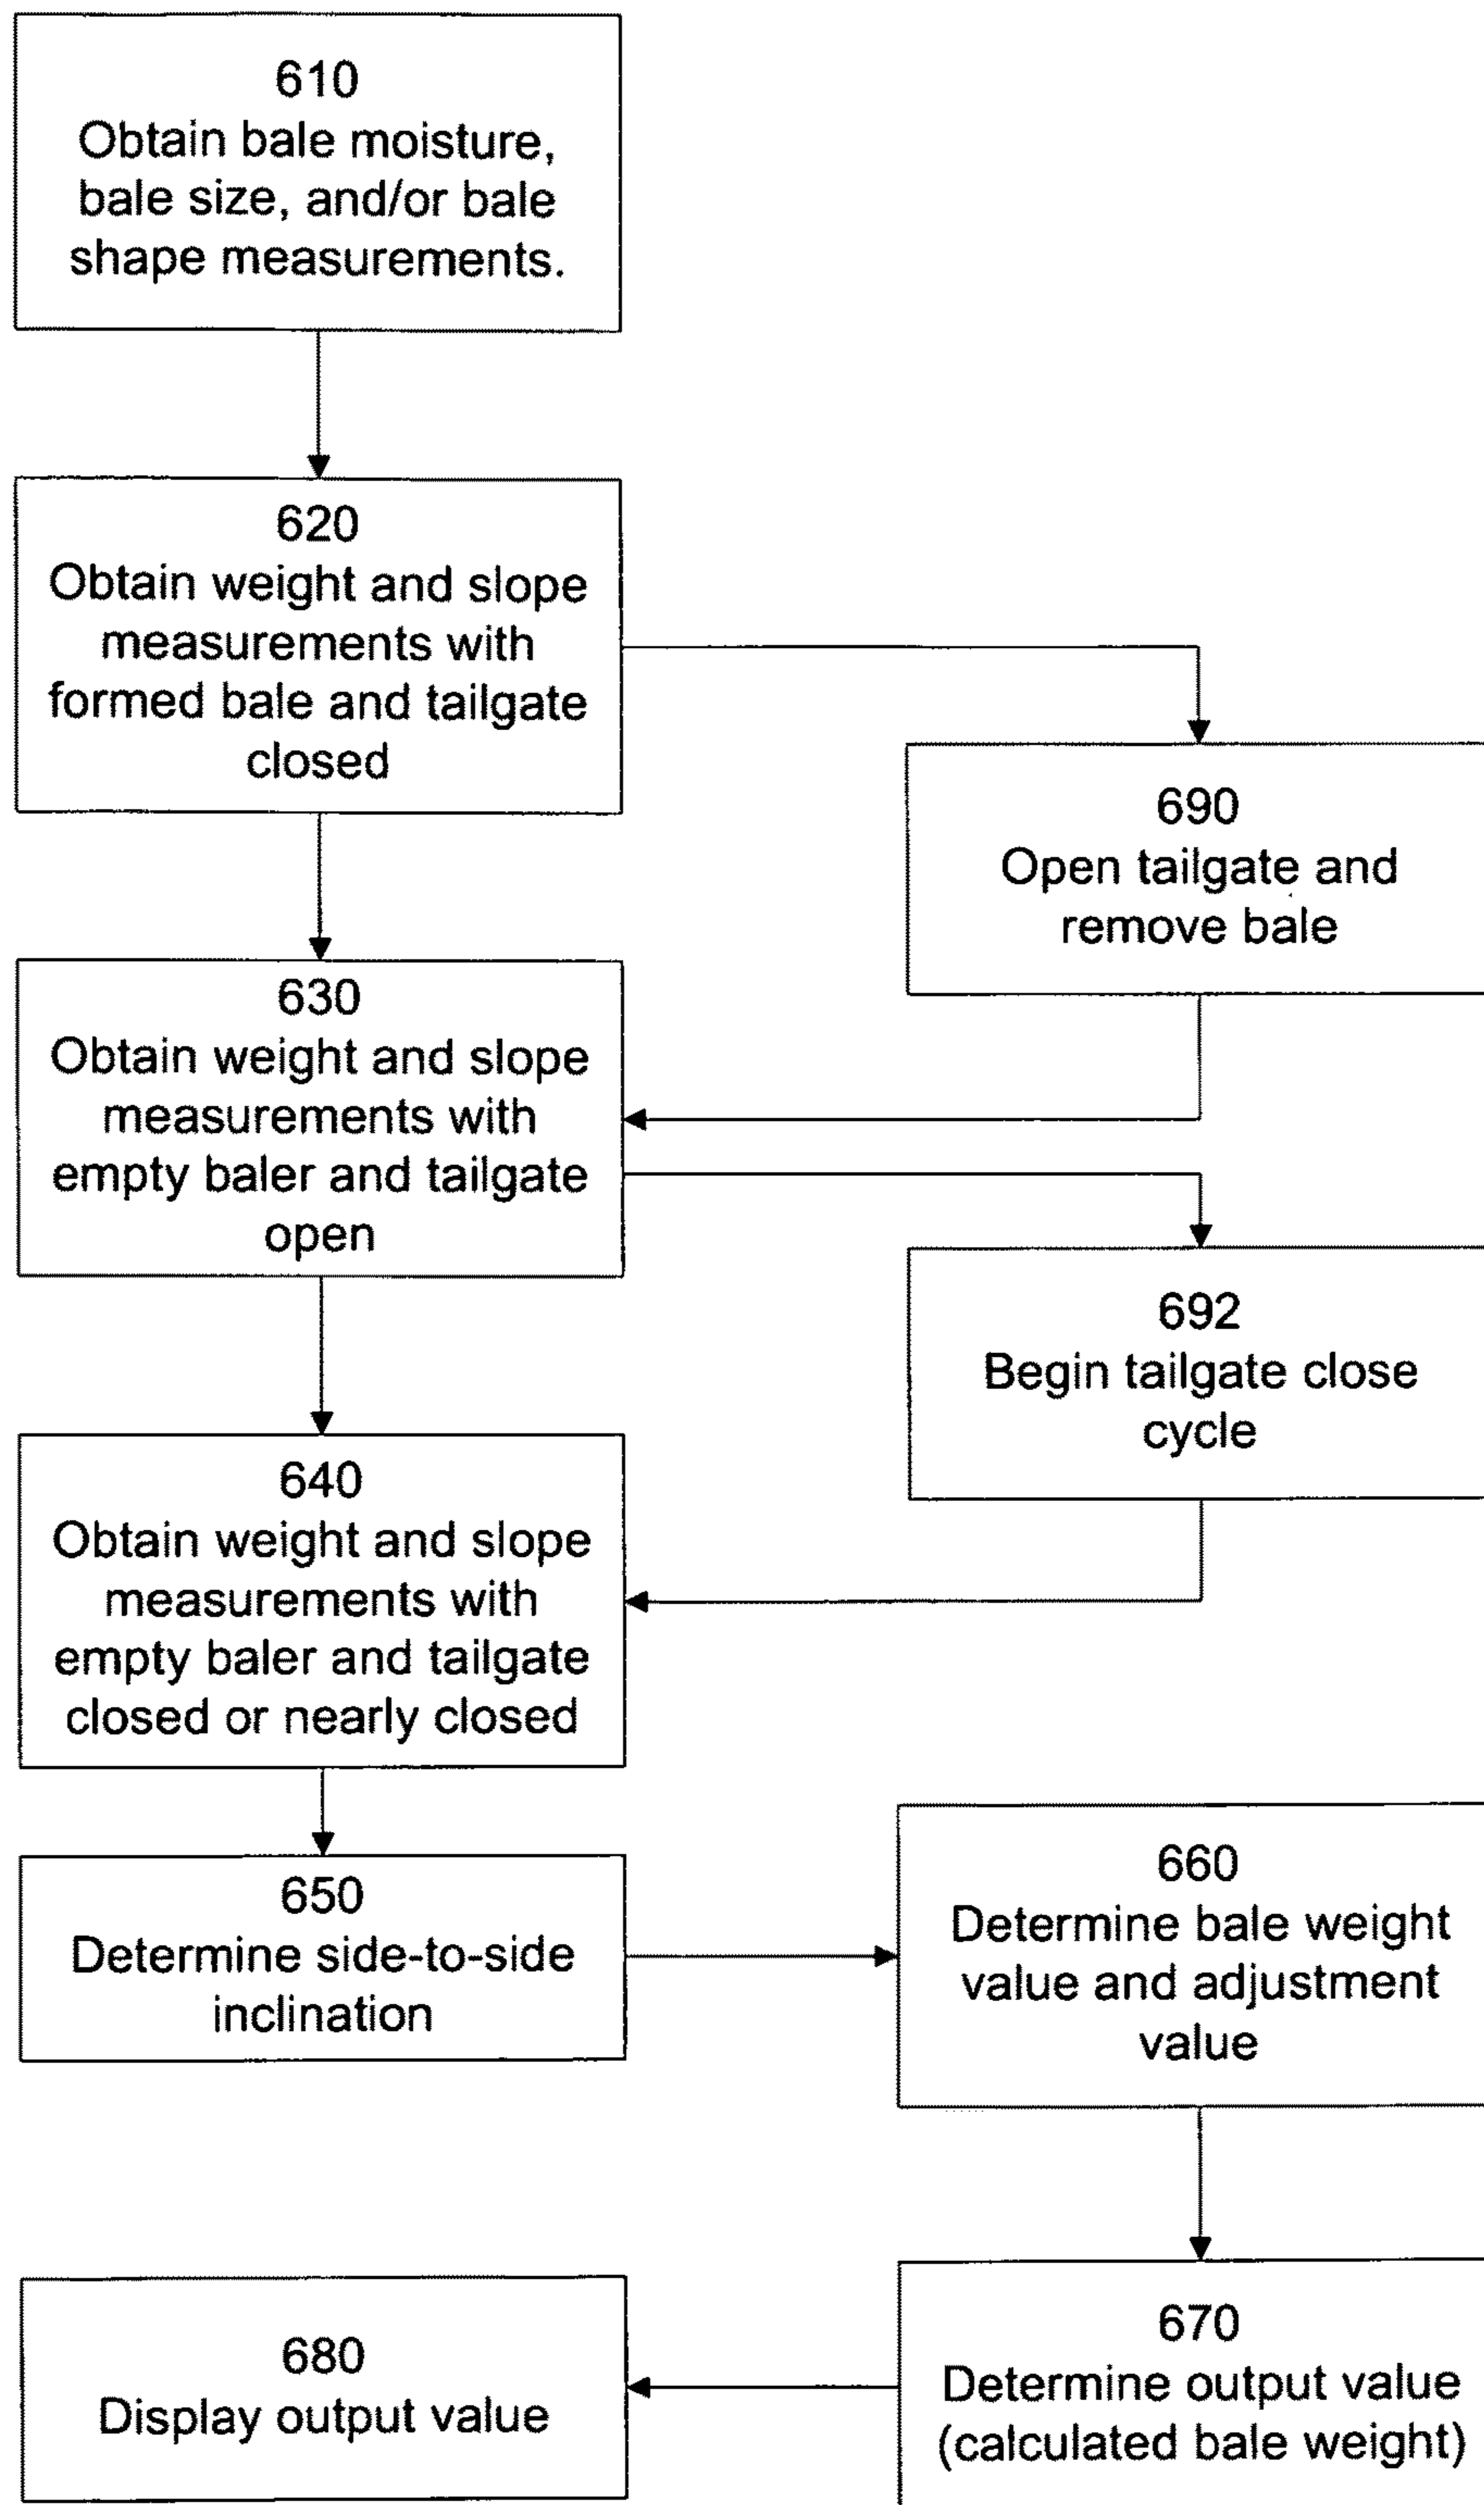 610
Obtain bale moisture,
bale size, and/or bale
shape measurements.
620
Obtain weight and slope
measurements with
formed bale and tailgate
closed
690
Open tailgate and
remove bale
630
Obtain weight and slope
measurements with
empty baler and tailgate
open
692
Begin tailgate close
cycle
640
Obtain weight and slope
measurements with
empty baler and tailgate
closed or nearly closed
650
Determine side-to-side
inclination
660
Determine bale weight
value and adjustment
value
670
Determine output value
(calculated bale weight)
680
Display output value